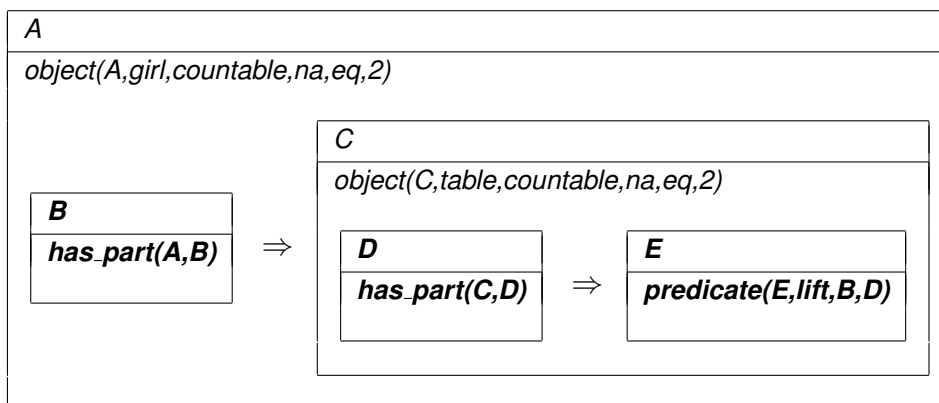 A
object(A,girl,countable,na,eq,2)
C
object(C,table,countable,na,eq,2)
B
has_part(A,B)
⇒
D
has_part(C,D)
⇒
E
predicate(E,lift,B,D)